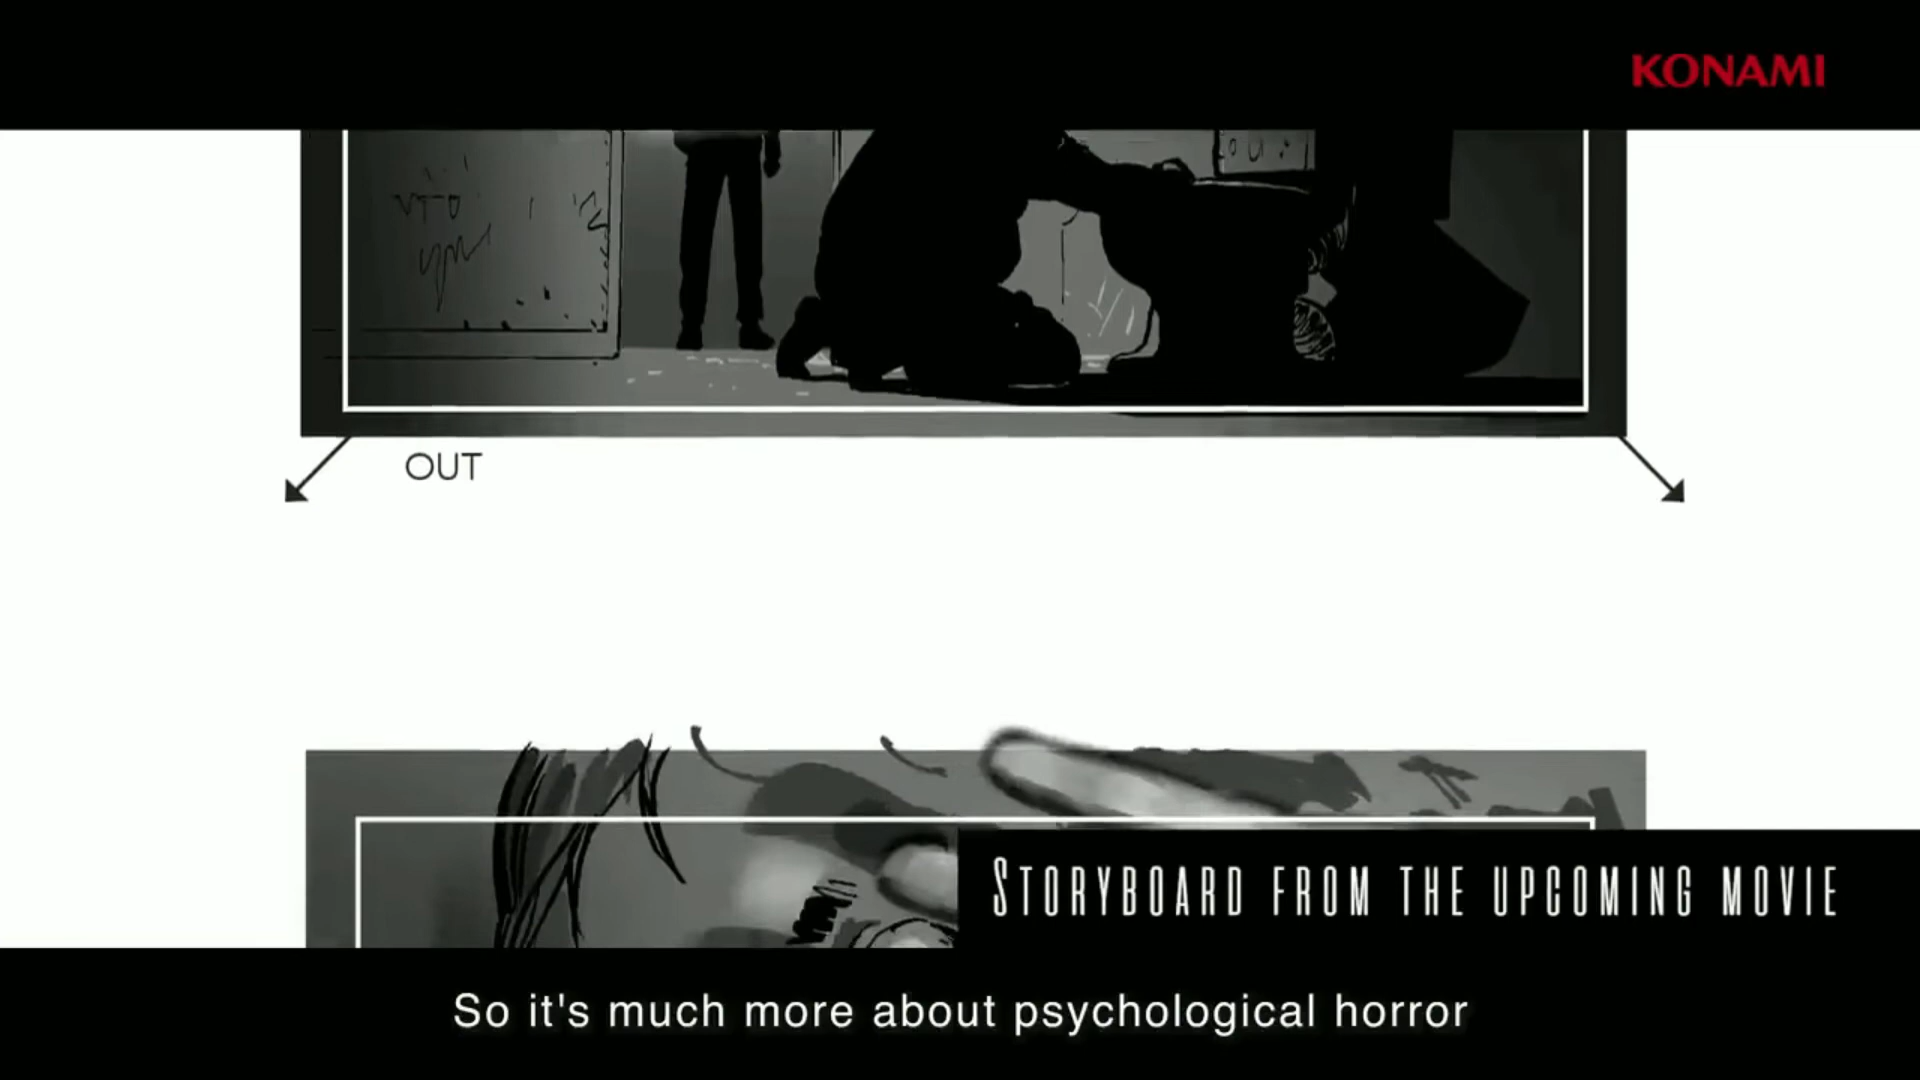 KONAMI
OUT
STORYBOARD FROM THE UPCOMING MOVIE
So it's much more about psychological horror